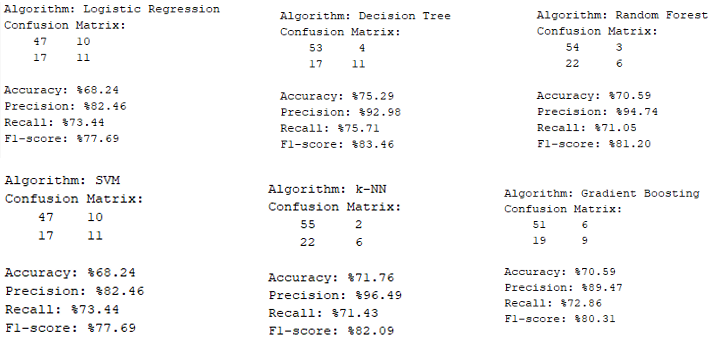 Algorithm: Logistic Regression
Confusion Matrix:
47 10
17 11
Accuracy: %68.24
Precision: %82.46
Recall: %73.44
F1-score: %77.69
Algorithm: Decision Tree
Confusion Matrix:
53 4
17 11
Accuracy: %75.29
Precision: %92.98
Recall: %75.71
F1-score: %83.46
Algorithm: Random Forest
Confusion Matrix:
54 3
22 6
Accuracy: %70.59
Precision: %94.74
Recall: %71.05
F1-score: %81.20
Algorithm: SVM
Confusion Matrix:
47 10
17 11
Accuracy: %68.24
Precision: %82.46
Recall: %73.44
F1-score: %77.69
Algorithm: k-NN
Confusion Matrix:
55 2
22 6
Accuracy: %71.76
Precision: %96.49
Recall: %71.43
F1-score: %82.09
Algorithm: Gradient Boosting
Confusion Matrix:
51 6
19 9
Accuracy: %70.59
Precision: %89.47
Recall: %72.86
F1-score: %80.31